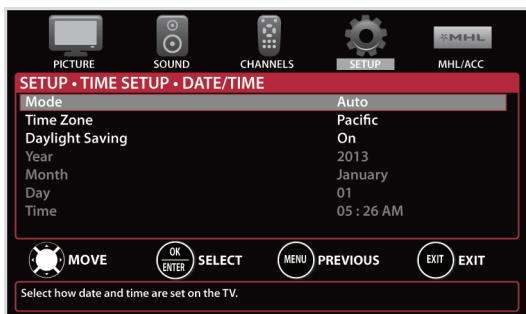 PICTURE SOUND CHANNELS SETUP MHL/ACC
MHL
SETUP • TIME SETUP • DATE/TIME
Mode Auto
Time Zone Pacific
Daylight Saving On
Year 2013
Month January
Day 01
Time 05 : 26 AM
MOVE OK ENTER SELECT MENU PREVIOUS EXIT EXIT
Select how date and time are set on the TV.